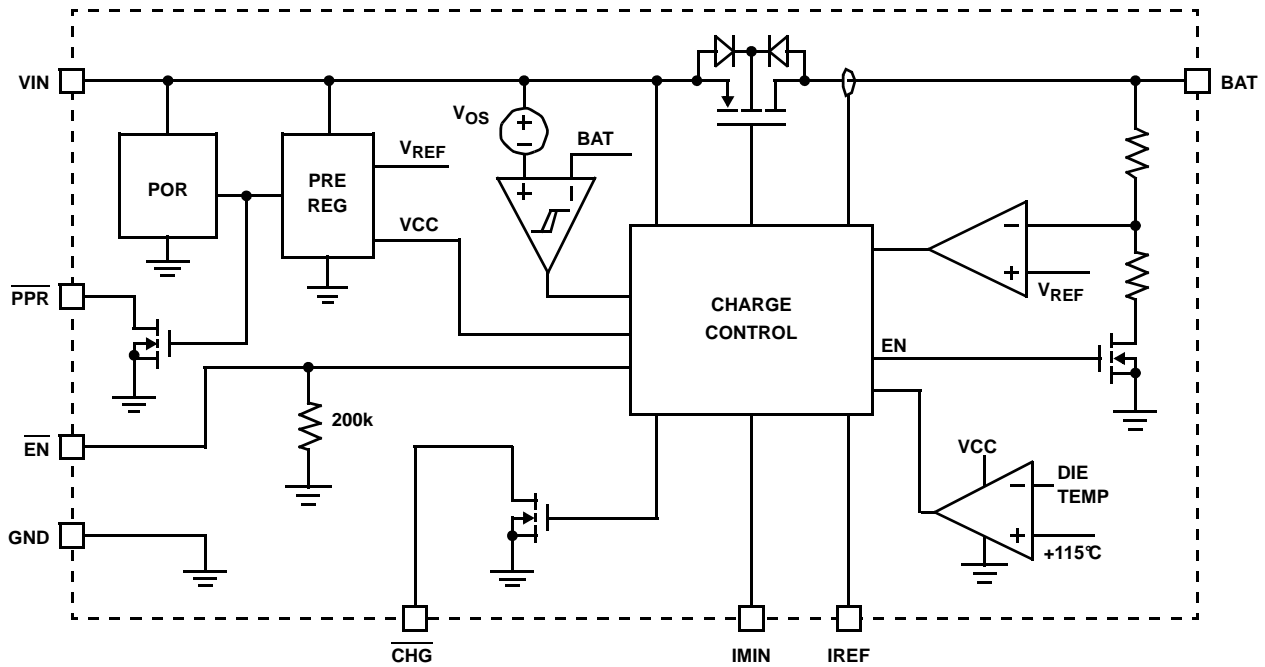 VIN
BAT
VOS
+
−
BAT
VREF
POR
PRE
REG
+
−
VCC
−
+
VREF
CHARGE
CONTROL
PPR
EN
200k
EN
VCC
−
DIE
TEMP
+
+115°C
GND
CHG
IMIN
IREF